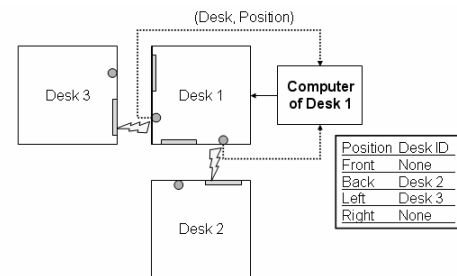 (Desk, Position)
Desk 3
Desk 1
Computer
of Desk 1
Position Desk ID
Front None
Back Desk 2
Left Desk 3
Right None
Desk 2